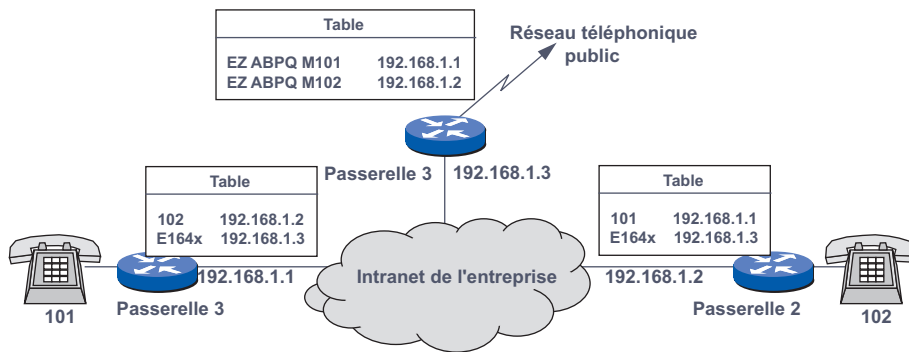 Table
EZ ABPQ M101 192.168.1.1
EZ ABPQ M102 192.168.1.2
Réseau téléphonique
public
Passerelle 3
192.168.1.3
Table
102 192.168.1.2
E164x 192.168.1.3
Table
101 192.168.1.1
E164x 192.168.1.3
192.168.1.1
Intranet de l'entreprise
192.168.1.2
101
Passerelle 3
Passerelle 2
102